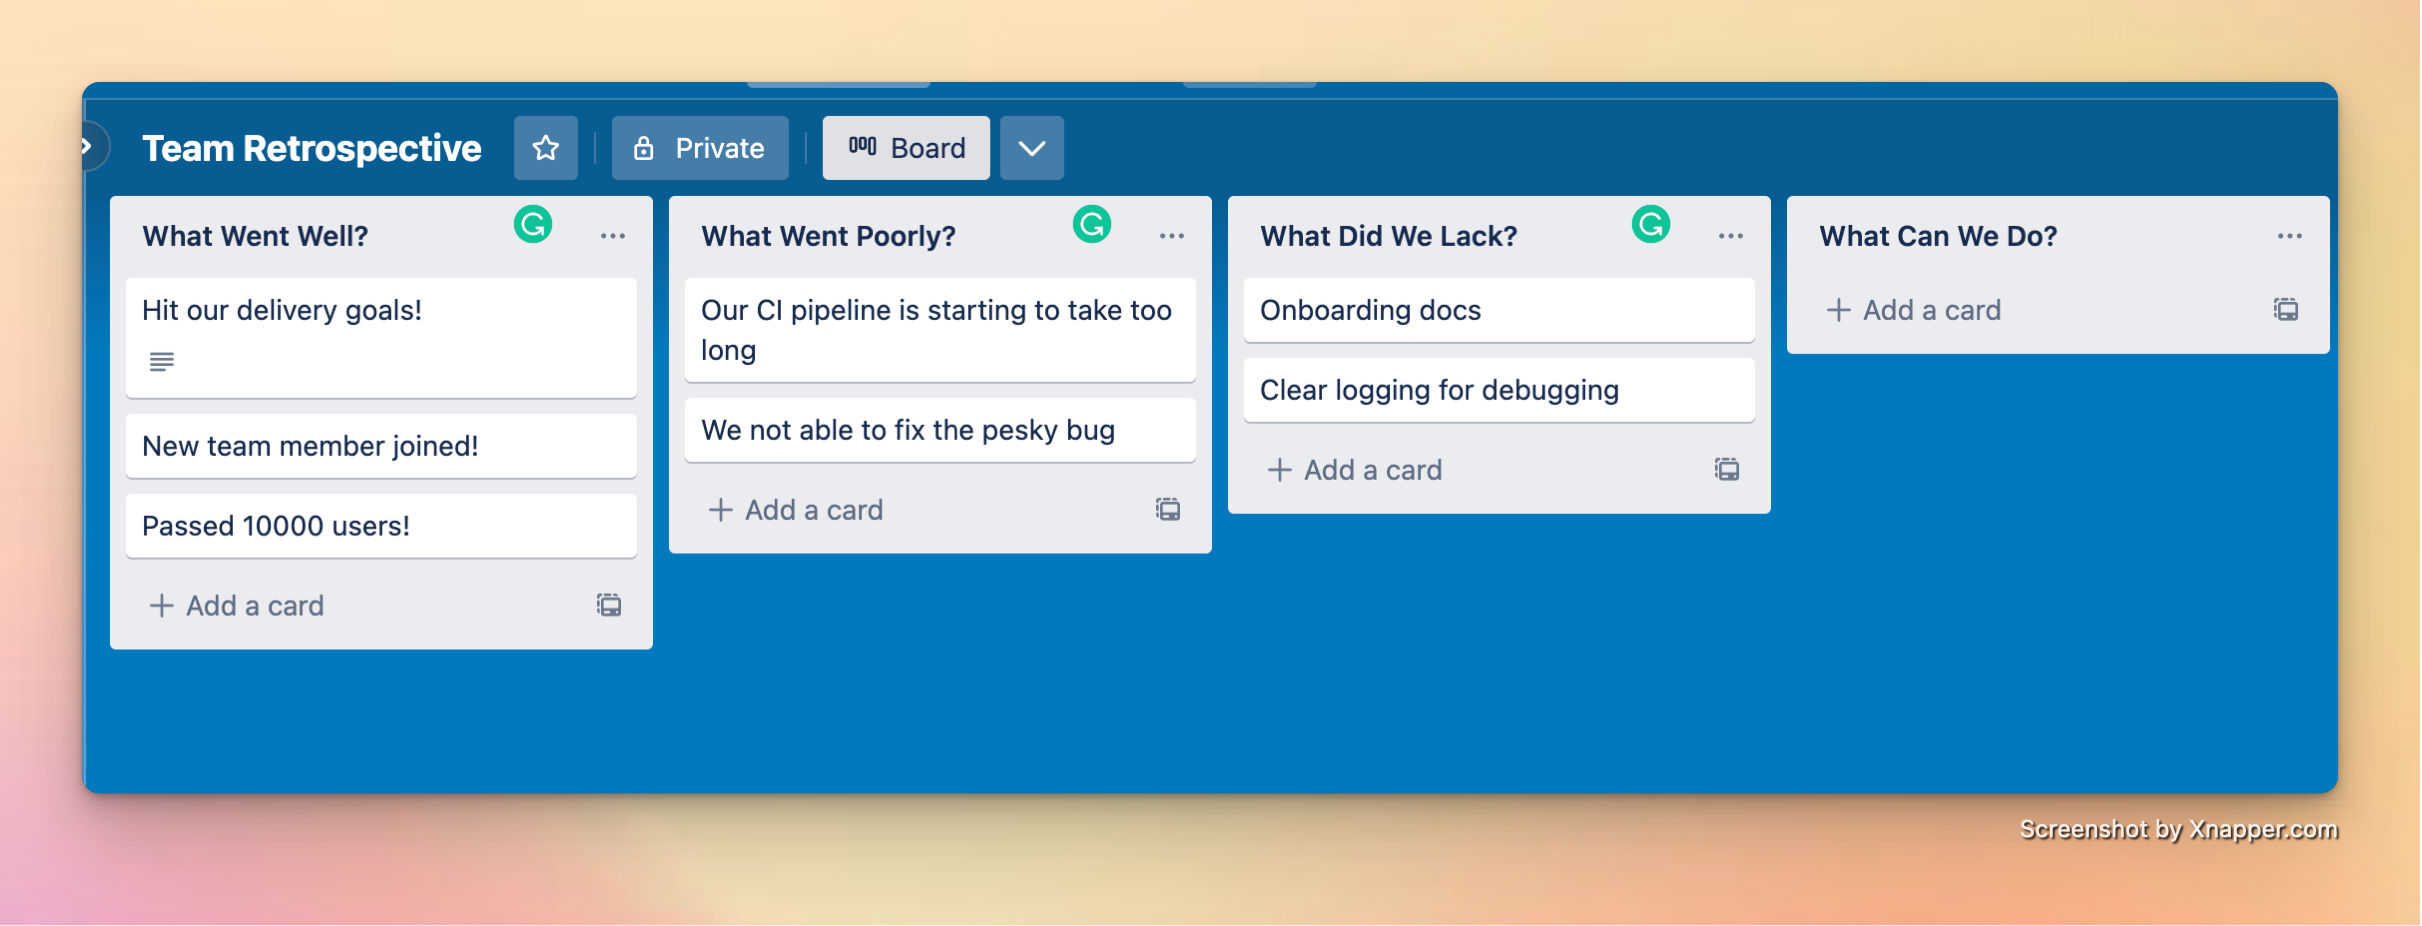 Team Retrospective
Private
Board
What Went Well?
Hit our delivery goals!
New team member joined!
Passed 10000 users!
+ Add a card
What Went Poorly?
Our CI pipeline is starting to take too
long
We not able to fix the pesky bug
+ Add a card
What Did We Lack?
Onboarding docs
Clear logging for debugging
+ Add a card
What Can We Do?
+ Add a card
Screenshot by Xnapper.com